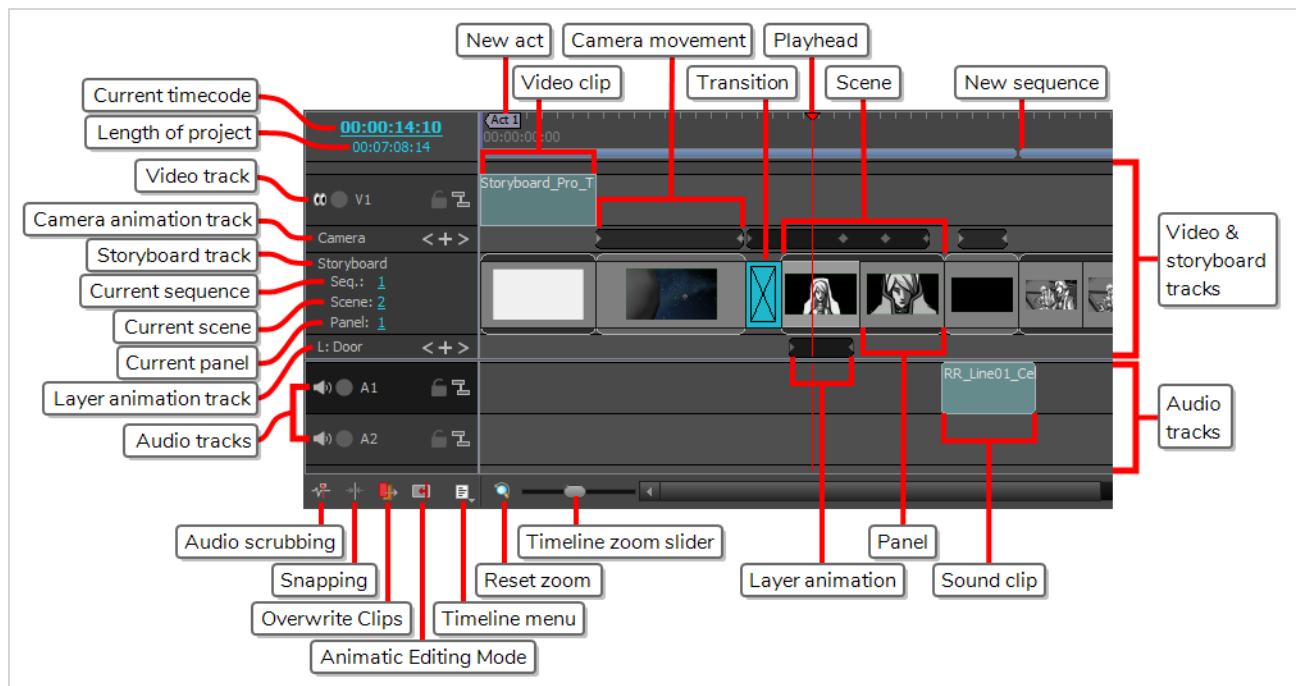 New act
Camera movement
Playhead
Video clip
Transition
Scene
New sequence
Current timecode
Length of project
Video track
Camera animation track
Storyboard track
Current sequence
Current scene
Current panel
Layer animation track
Audio tracks
00:00:14:10
00:07:08:14
Act 1
00:00:00:00
V1
Storyboard_Pro_T
Camera
< + >
Storyboard
Seq.: 1
Scene: 2
Panel: 1
L: Door
< + >
A1
RR_Line01_Ce
A2
Video &
storyboard
tracks
Audio
tracks
Audio scrubbing
Timeline zoom slider
Panel
Snapping
Reset zoom
Layer animation
Sound clip
Overwrite Clips
Timeline menu
Animatic Editing Mode